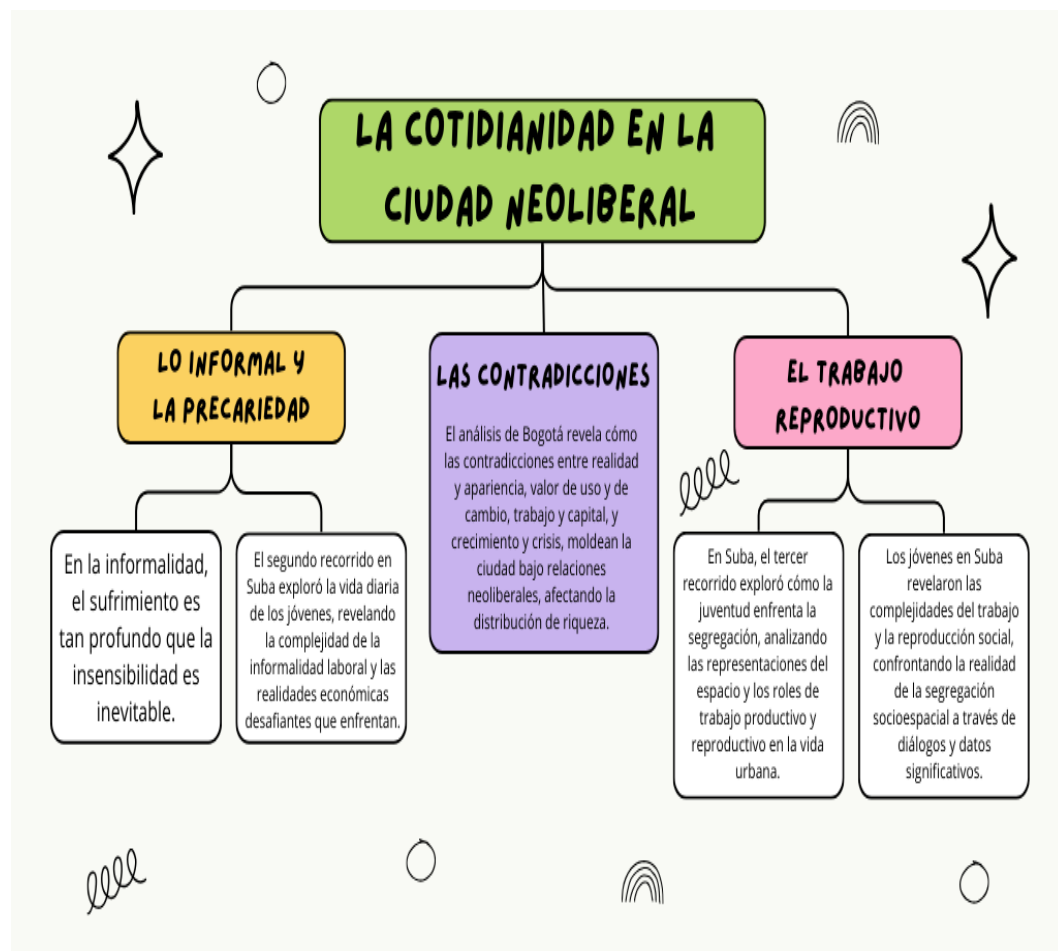 LA COTIDIANIDAD EN LA
CIUDAD NEOLIBERAL
LO INFORMAL Y
LA PRECARIEDAD
En la informalidad,
el sufrimiento es
tan profundo que la
insensibilidad es
inevitable.
El segundo recorrido en
Suba exploró la vida diaria
de los jóvenes, revelando
la complejidad de la
informalidad laboral y las
realidades económicas
desafiantes que enfrentan.
LAS CONTRADICCIONES
El análisis de Bogotá revela cómo
las contradicciones entre realidad
y apariencia, valor de uso y de
cambio, trabajo y capital, y
crecimiento y crisis, moldean la
ciudad bajo relaciones
neoliberales, afectando la
distribución de riqueza.
EL TRABAJO
REPRODUCTIVO
En Suba, el tercer
recorrido exploró cómo la
juventud enfrenta la
segregación, analizando
las representaciones del
espacio y los roles de
trabajo productivo y
reproductivo en la vida
urbana.
Los jóvenes en Suba
revelaron las
complejidades del trabajo
y la reproducción social,
confrontando la realidad
de la segregación
socioespacial a través de
diálogos y datos
significativos.